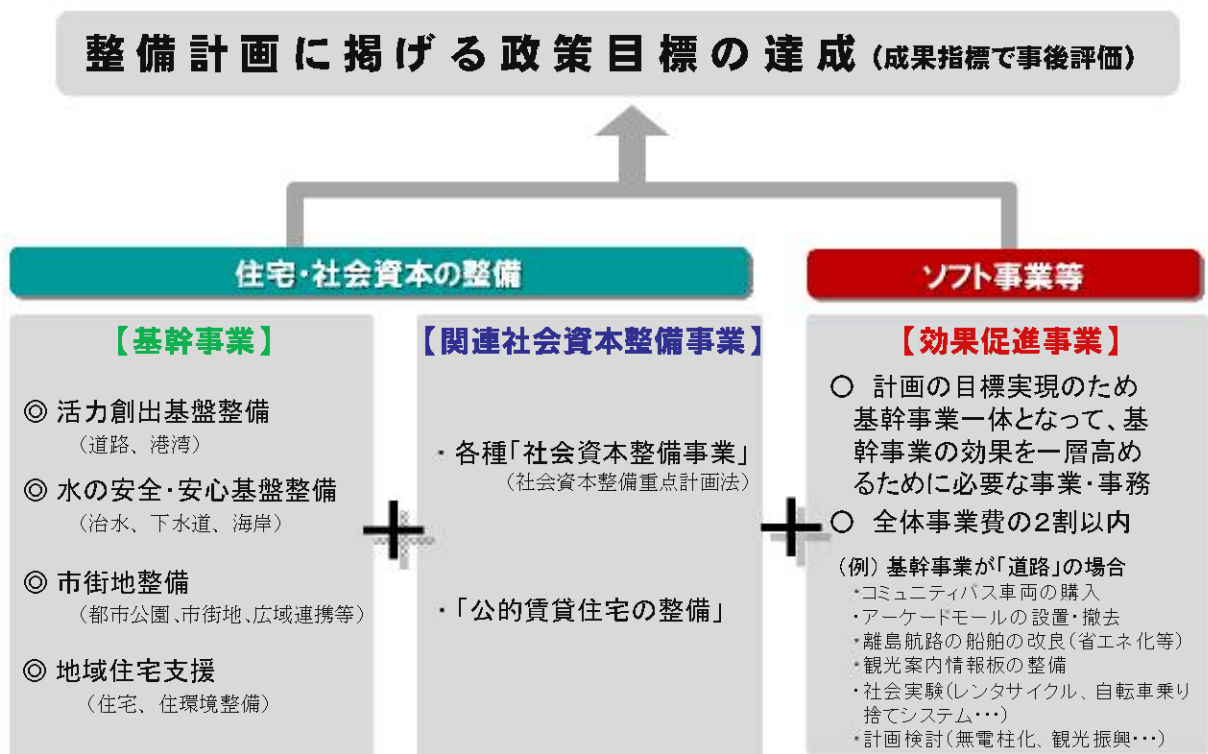 整備計画に掲げる政策目標の達成(成果指標で事後評価)
住宅・社会資本の整備
ソフト事業等
【基幹事業】
◎ 活力創出基盤整備
(道路、港湾)
◎ 水の安全・安心基盤整備
(治水、下水道、海岸)
◎ 市街地整備
(都市公園、市街地、広域連携等)
◎ 地域住宅支援
(住宅、住環境整備)
+
【関連社会資本整備事業】
・各種「社会資本整備事業」
(社会資本整備重点計画法)
・「公的賃貸住宅の整備」
+
【効果促進事業】
○ 計画の目標実現のため
基幹事業一体となって、基
幹事業の効果を一層高め
るために必要な事業・事務
○ 全体事業費の2割以内
(例) 基幹事業が「道路」の場合
・コミュニティバス車両の購入
・アーケードモールの設置・撤去
・離島航路の船舶の改良(省エネ化等)
・観光案内情報板の整備
・社会実験(レンタサイクル、自転車乗り
捨てシステム・・・)
・計画検討(無電柱化、観光振興・・・)